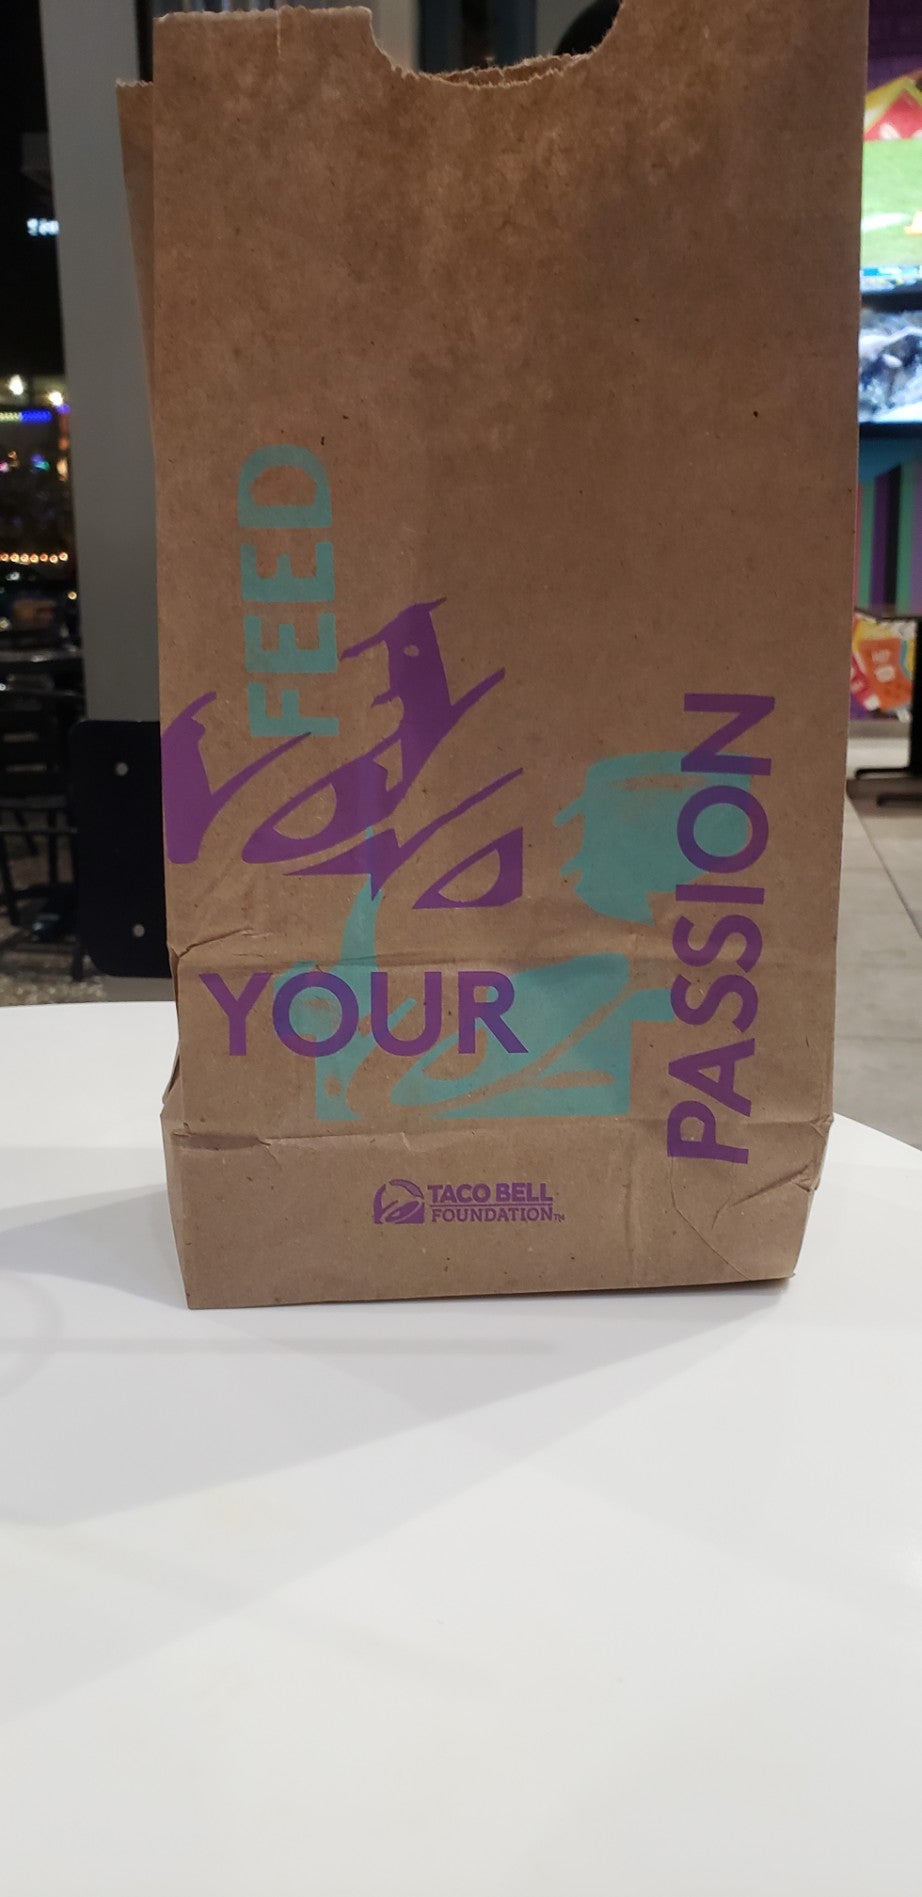 FEED
YOUR
PASSION
TACO BELL
FOUNDATION™